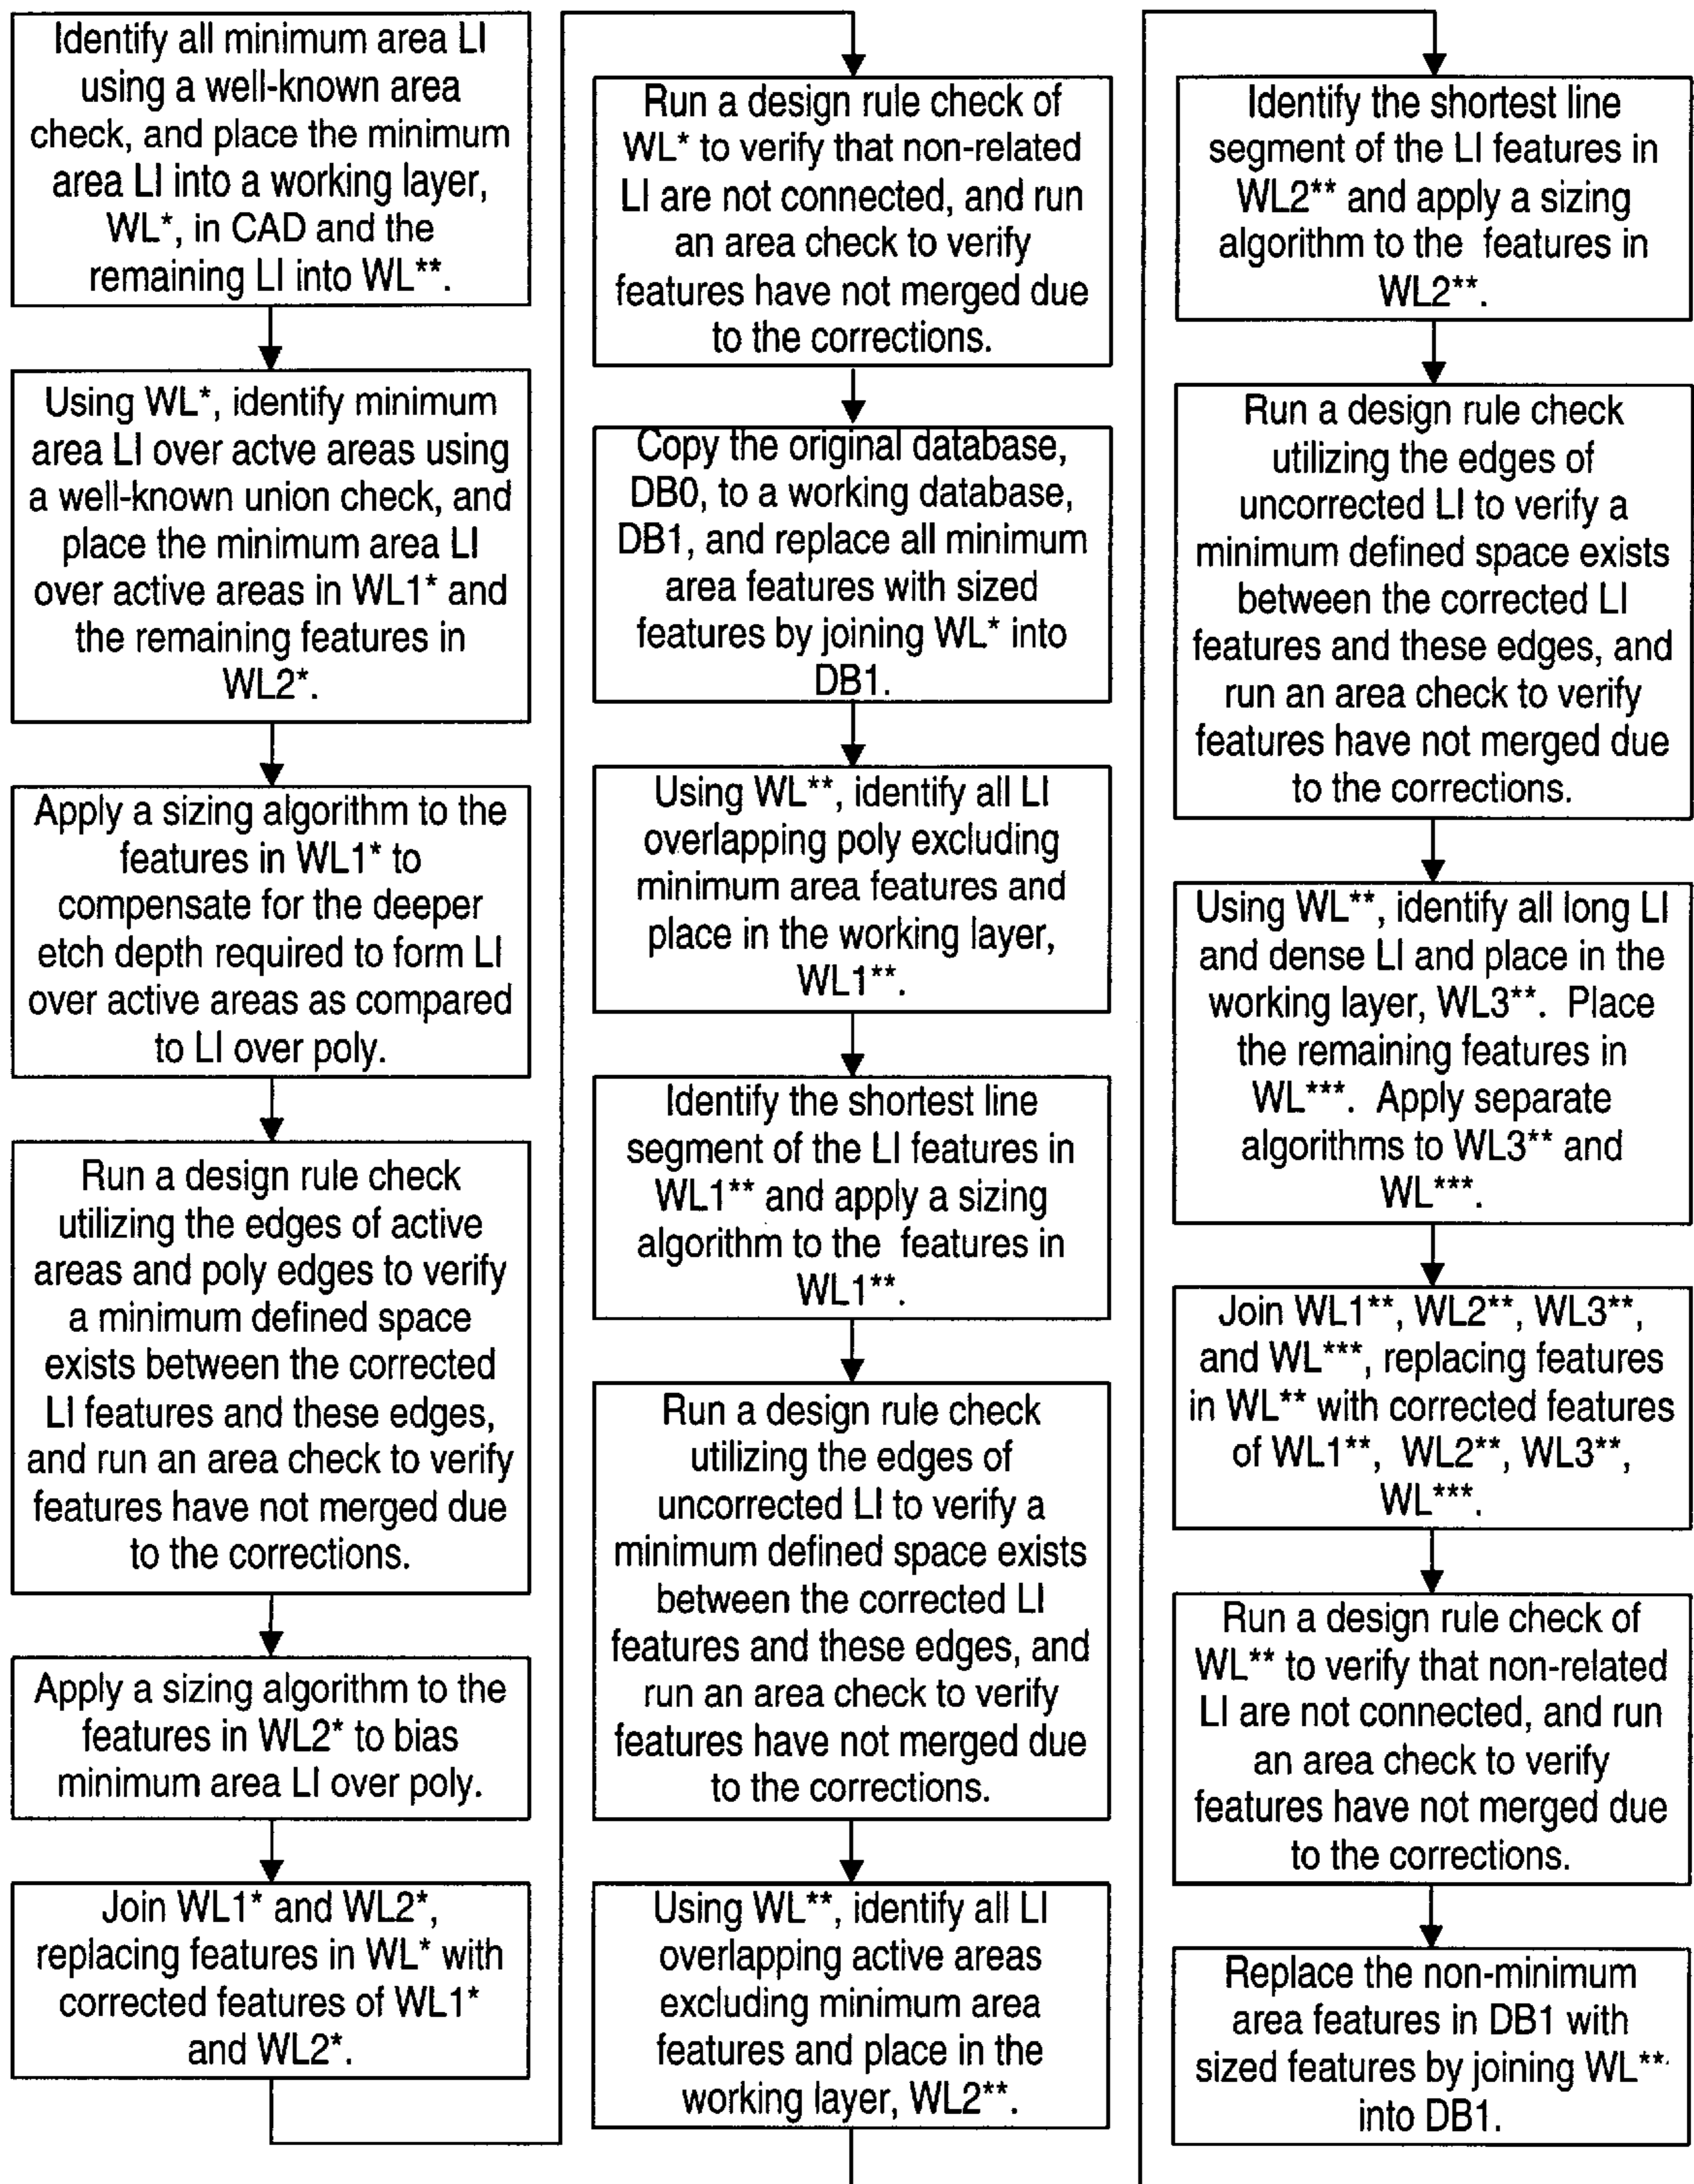 Identify all minimum area LI
using a well-known area
check, and place the minimum
area LI into a working layer,
WL*, in CAD and the
remaining LI into WL**.
Using WL*, identify minimum
area LI over actve areas using
a well-known union check, and
place the minimum area LI
over active areas in WL1* and
the remaining features in
WL2*.
Apply a sizing algorithm to the
features in WL1* to
compensate for the deeper
etch depth required to form LI
over active areas as compared
to LI over poly.
Run a design rule check
utilizing the edges of active
areas and poly edges to verify
a minimum defined space
exists between the corrected
LI features and these edges,
and run an area check to verify
features have not merged due
to the corrections.
Apply a sizing algorithm to the
features in WL2* to bias
minimum area LI over poly.
Join WL1* and WL2*,
replacing features in WL* with
corrected features of WL1*
and WL2*.
Run a design rule check of
WL* to verify that non-related
LI are not connected, and run
an area check to verify
features have not merged due
to the corrections.
Copy the original database,
DB0, to a working database,
DB1, and replace all minimum
area features with sized
features by joining WL* into
DB1.
Using WL**, identify all LI
overlapping poly excluding
minimum area features and
place in the working layer,
WL1**.
Identify the shortest line
segment of the LI features in
WL1** and apply a sizing
algorithm to the features in
WL1**.
Run a design rule check
utilizing the edges of
uncorrected LI to verify a
minimum defined space exists
between the corrected LI
features and these edges, and
run an area check to verify
features have not merged due
to the corrections.
Using WL**, identify all LI
overlapping active areas
excluding minimum area
features and place in the
working layer, WL2**.
Identify the shortest line
segment of the LI features in
WL2** and apply a sizing
algorithm to the features in
WL2**.
Run a design rule check
utilizing the edges of
uncorrected LI to verify a
minimum defined space exists
between the corrected LI
features and these edges, and
run an area check to verify
features have not merged due
to the corrections.
Using WL**, identify all long LI
and dense LI and place in the
working layer, WL3**. Place
the remaining features in
WL***. Apply separate
algorithms to WL3** and
WL***.
Join WL1**, WL2**, WL3**,
and WL***, replacing features
in WL** with corrected features
of WL1**, WL2**, WL3**,
WL***.
Run a design rule check of
WL** to verify that non-related
LI are not connected, and run
an area check to verify
features have not merged due
to the corrections.
Replace the non-minimum
area features in DB1 with
sized features by joining WL**
into DB1.